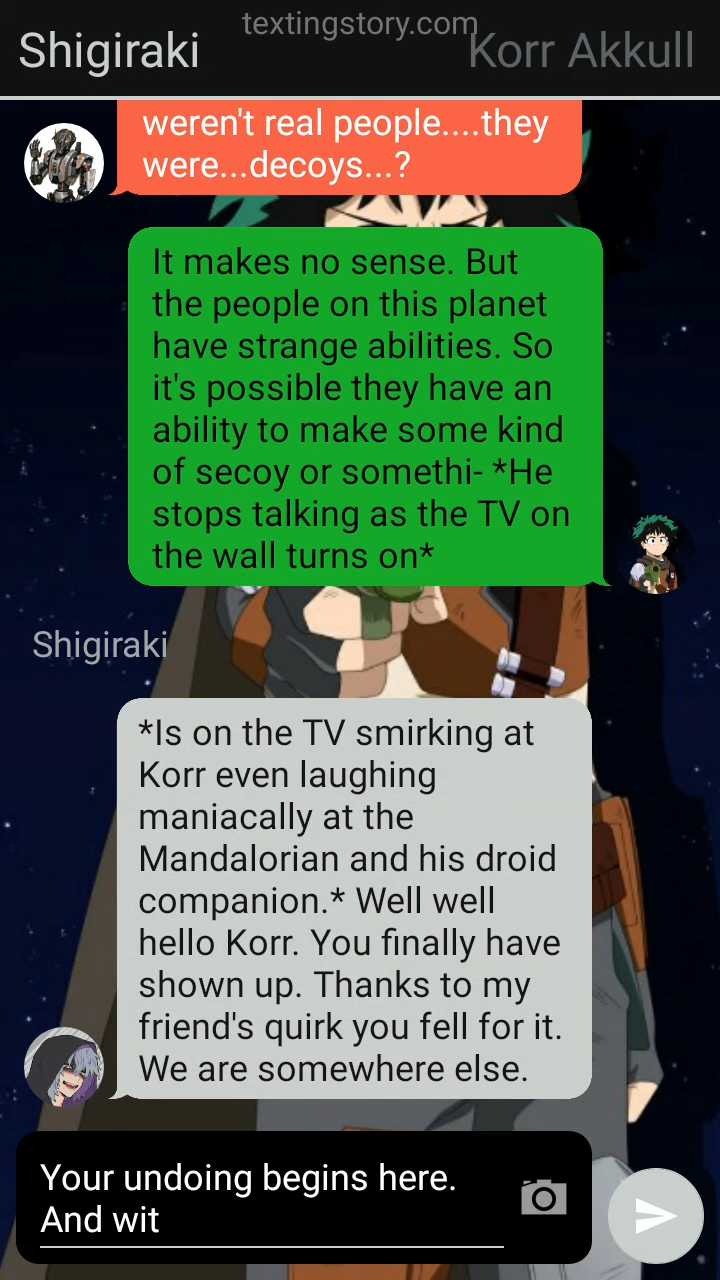 textingstory.com
Shigiraki
Korr Akkull
weren't real people....they
were...decoys...?
It makes no sense. But
the people on this planet
have strange abilities. So
it's possible they have an
ability to make some kind
of secoy or somethi- *He
stops talking as the TV on
the wall turns on*
Shigiraki
*Is on the TV smirking at
Korr even laughing
maniacally at the
Mandalorian and his droid
companion.* Well well
hello Korr. You finally have
shown up. Thanks to my
friend's quirk you fell for it.
We are somewhere else.
Your undoing begins here.
And wit